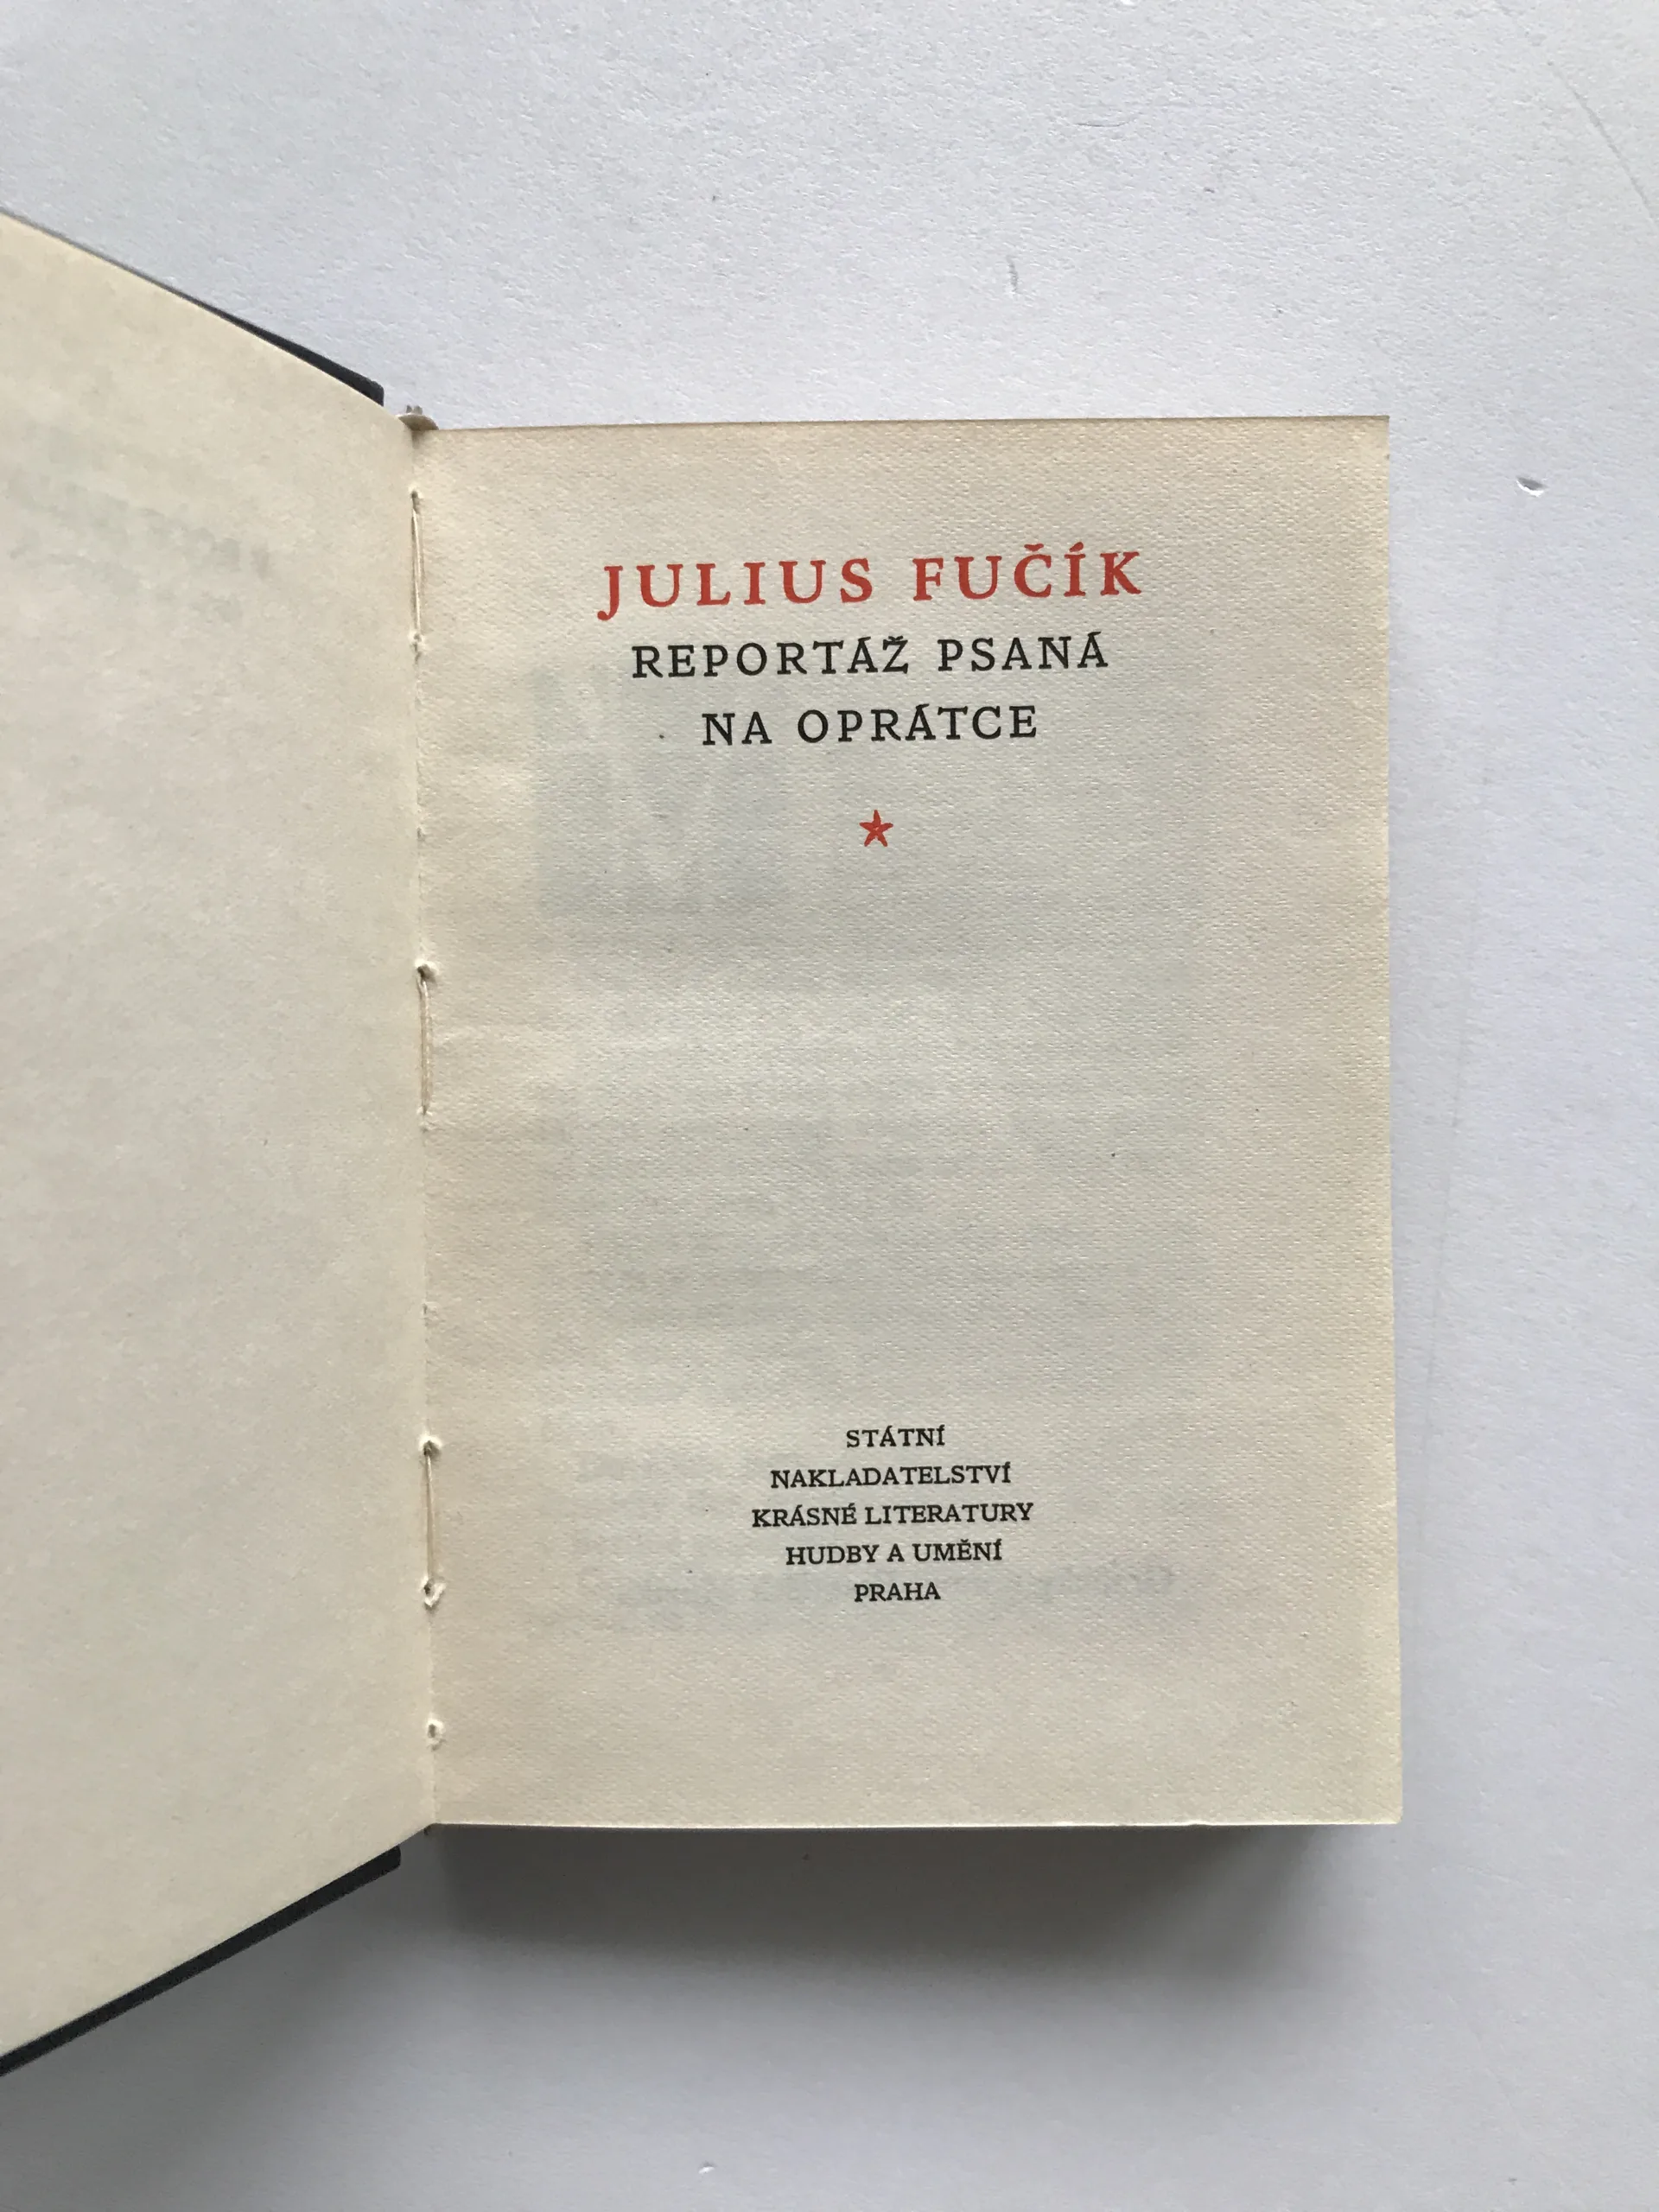 JULIUS FUČÍK
REPORTÁŽ PSANÁ
NA OPRÁTCE
STÁTNÍ
NAKLADATELSTVÍ
KRÁSNÉ LITERATURY
HUDBY A UMĚNÍ
PRAHA